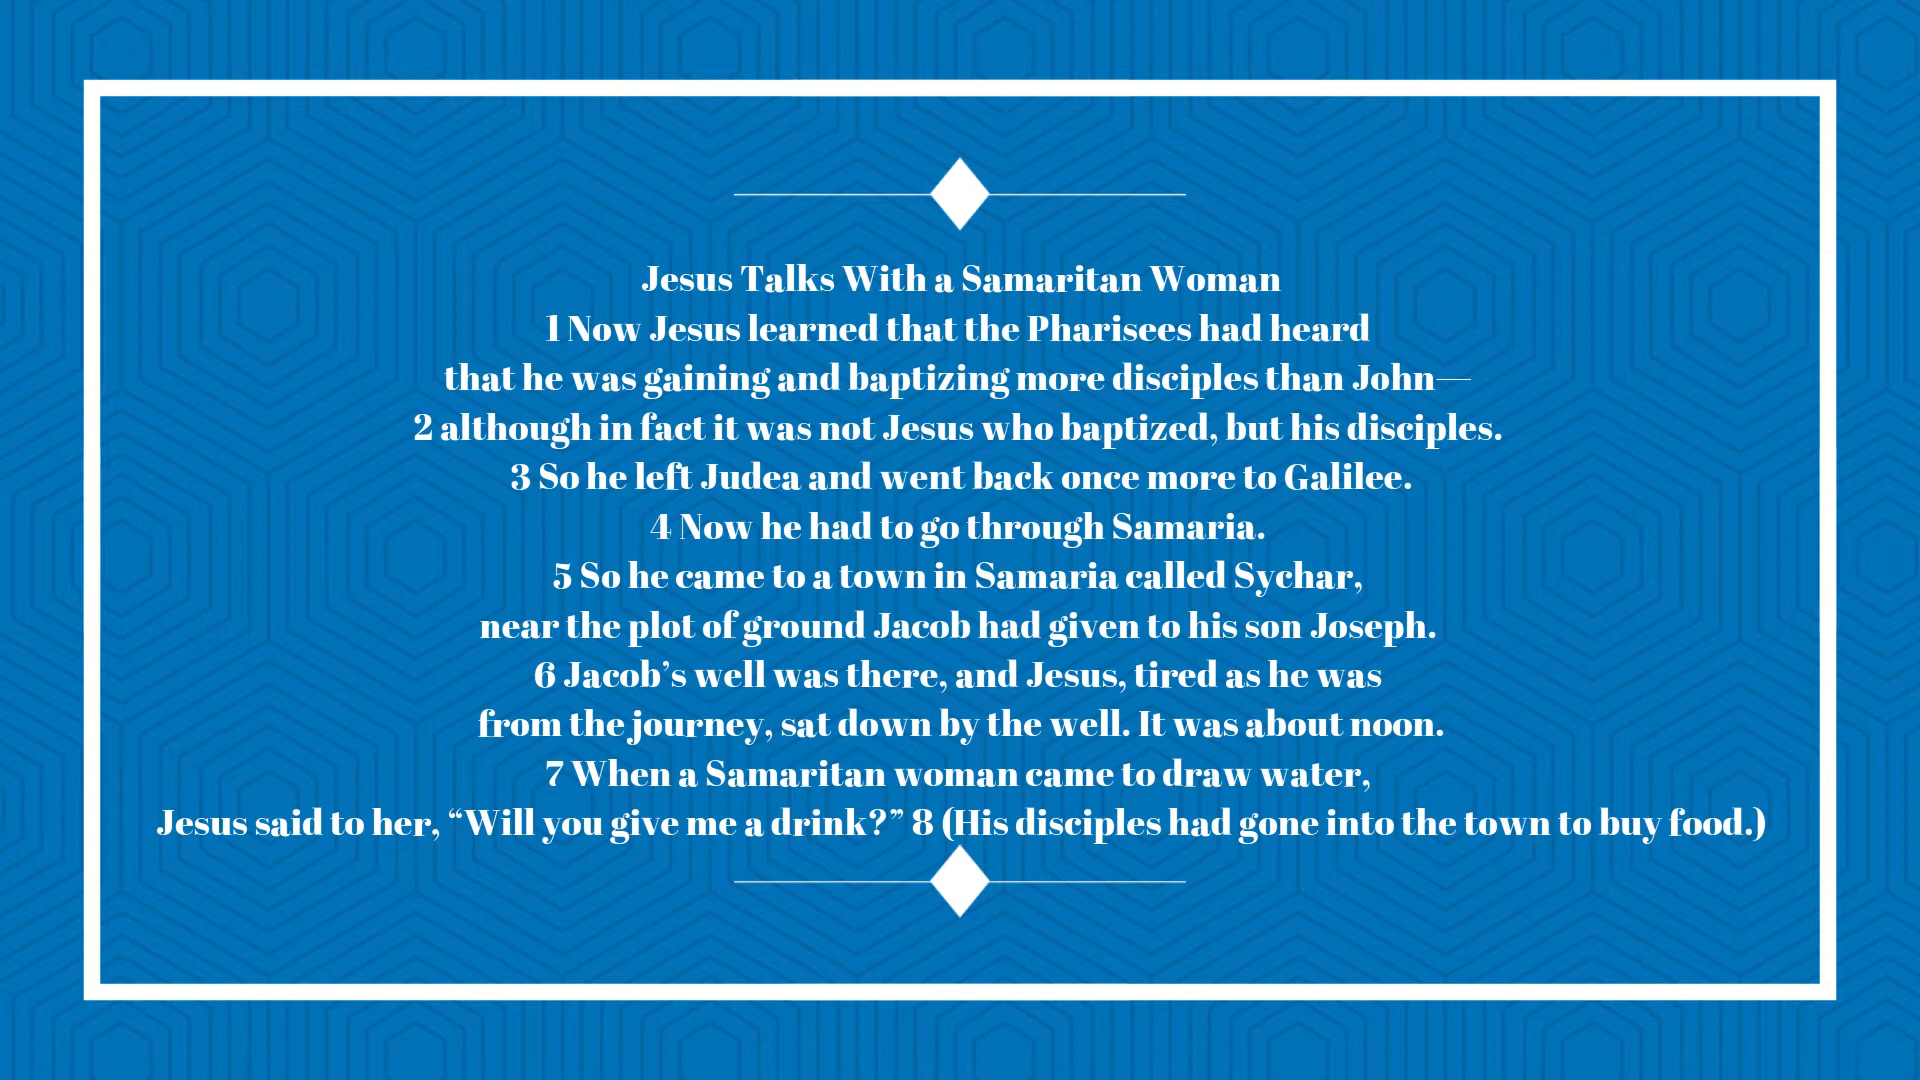 Jesus Talks With a Samaritan Woman
1 Now Jesus learned that the Pharisees had heard
that he was gaining and baptizing more disciples than John—
2 although in fact it was not Jesus who baptized, but his disciples.
3 So he left Judea and went back once more to Galilee.
4 Now he had to go through Samaria.
5 So he came to a town in Samaria called Sychar,
near the plot of ground Jacob had given to his son Joseph.
6 Jacob’s well was there, and Jesus, tired as he was
from the journey, sat down by the well. It was about noon.
7 When a Samaritan woman came to draw water,
Jesus said to her, “Will you give me a drink?” 8 (His disciples had gone into the town to buy food.)